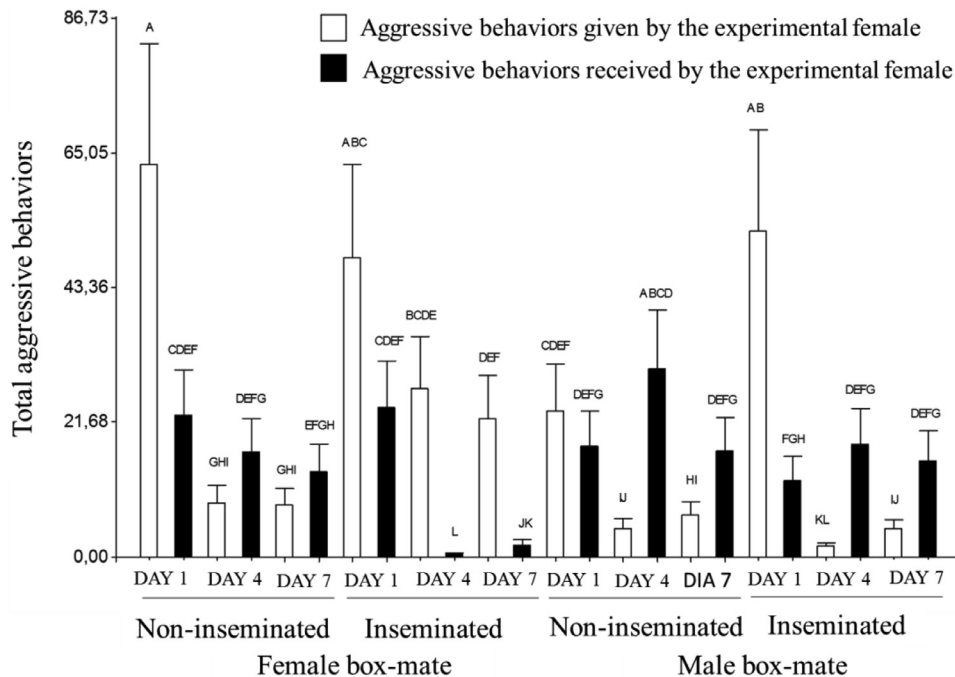 Total aggressive behaviors
86,73
65,05
43,36
21,68
0,00
Aggressive behaviors given by the experimental female
Aggressive behaviors received by the experimental female
A
CDEF
GHI
DEFG
GHI
EFGH
ABC
CDEF
BCDE
L
DEF
JK
CDEF
DEFG
IJ
ABCD
HI
DEFG
AB
FGH
KL
DEFG
IJ
DEFG
DAY 1 DAY 4 DAY 7 DAY 1 DAY 4 DAY 7 DAY 1 DAY 4 DIA 7 DAY 1 DAY 4 DAY 7
Non-inseminated Inseminated Non-inseminated Inseminated
Female box-mate Male box-mate